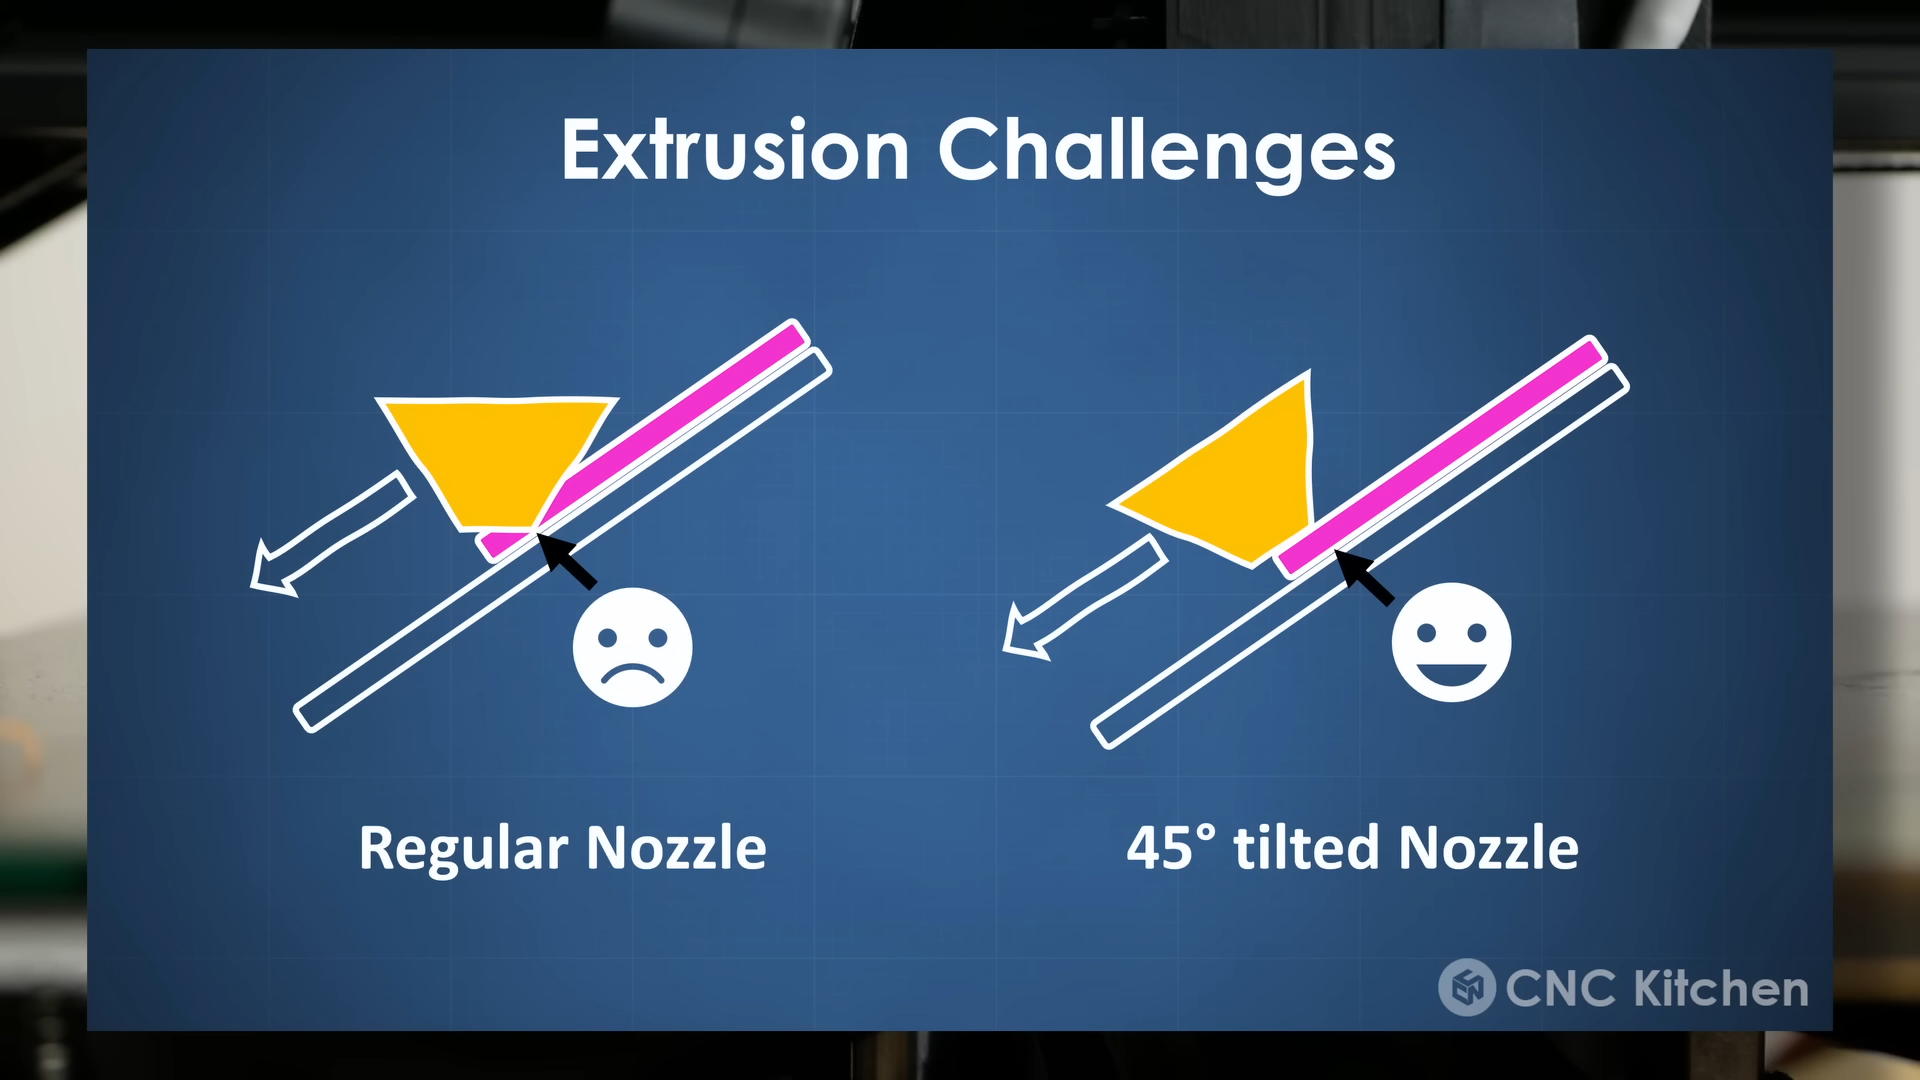 Extrusion Challenges
Regular Nozzle
45° tilted Nozzle
CNC Kitchen